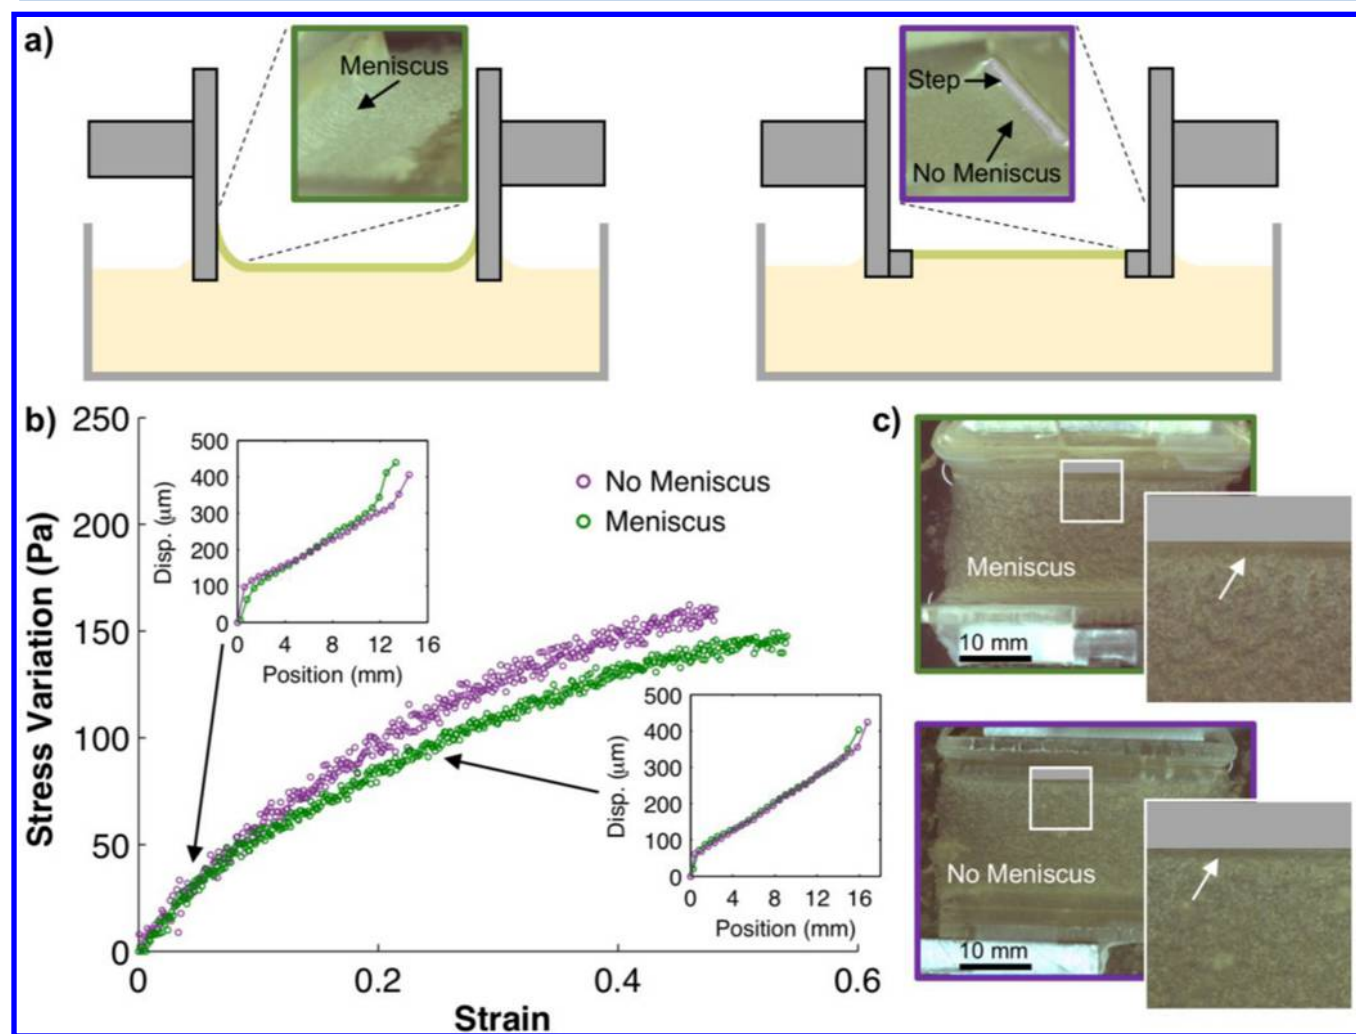 a)
Meniscus
Step
No Meniscus
b)
250
200
150
100
50
0
0
0.2
0.4
0.6
Stress Variation (Pa)
Strain
No Meniscus
Meniscus
500
400
300
200
100
0
0
4
8
12
16
Disp. (μm)
Position (mm)
500
400
300
200
100
0
0
4
8
12
16
Disp. (μm)
Position (mm)
c)
Meniscus
10 mm
No Meniscus
10 mm